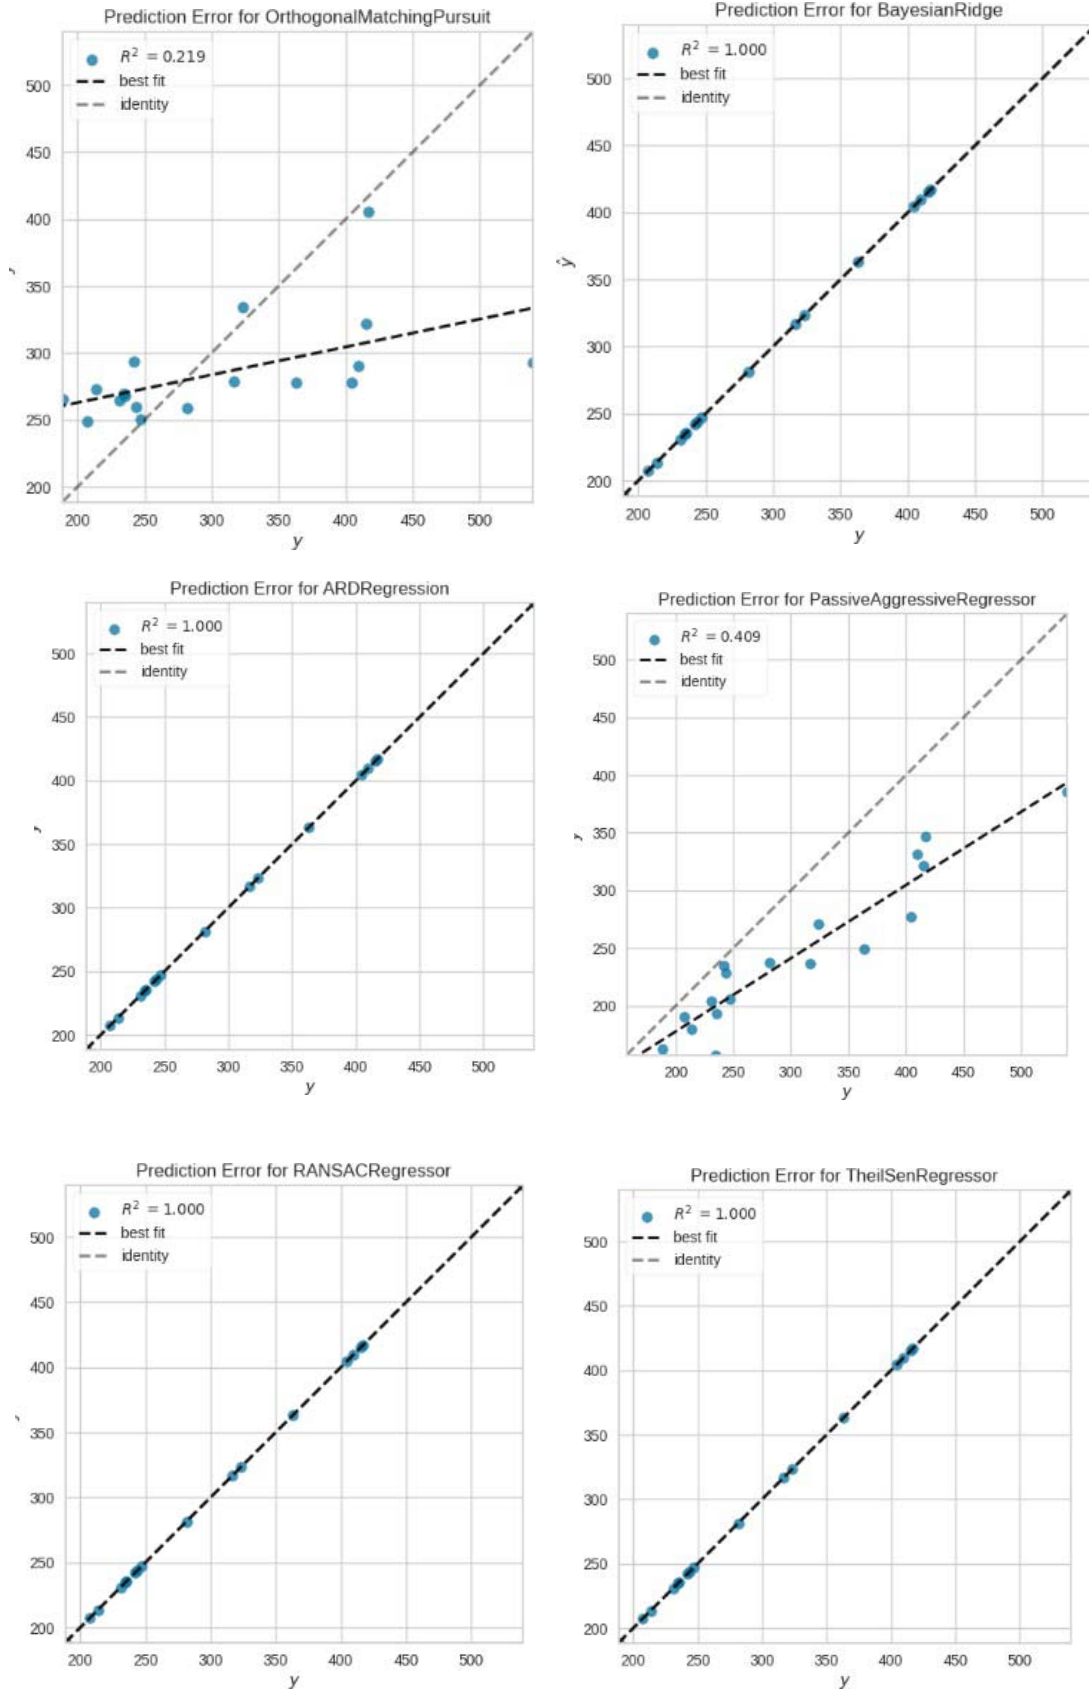 Prediction Error for OrthogonalMatchingPursuit
R² = 0.219
best fit
identity
500
450
400
350
300
250
200
200 250 300 350 400 450 500
y
Prediction Error for BayesianRidge
R² = 1.000
best fit
identity
500
450
400
350
300
250
200
ŷ
200 250 300 350 400 450 500
y
Prediction Error for ARDRegression
R² = 1.000
best fit
identity
500
450
400
350
300
250
200
200 250 300 350 400 450 500
y
Prediction Error for PassiveAggressiveRegressor
R² = 0.409
best fit
identity
500
450
400
350
300
250
200
200 250 300 350 400 450 500
y
Prediction Error for RANSACRegressor
R² = 1.000
best fit
identity
500
450
400
350
300
250
200
200 250 300 350 400 450 500
y
Prediction Error for TheilSenRegressor
R² = 1.000
best fit
identity
500
450
400
350
300
250
200
200 250 300 350 400 450 500
y